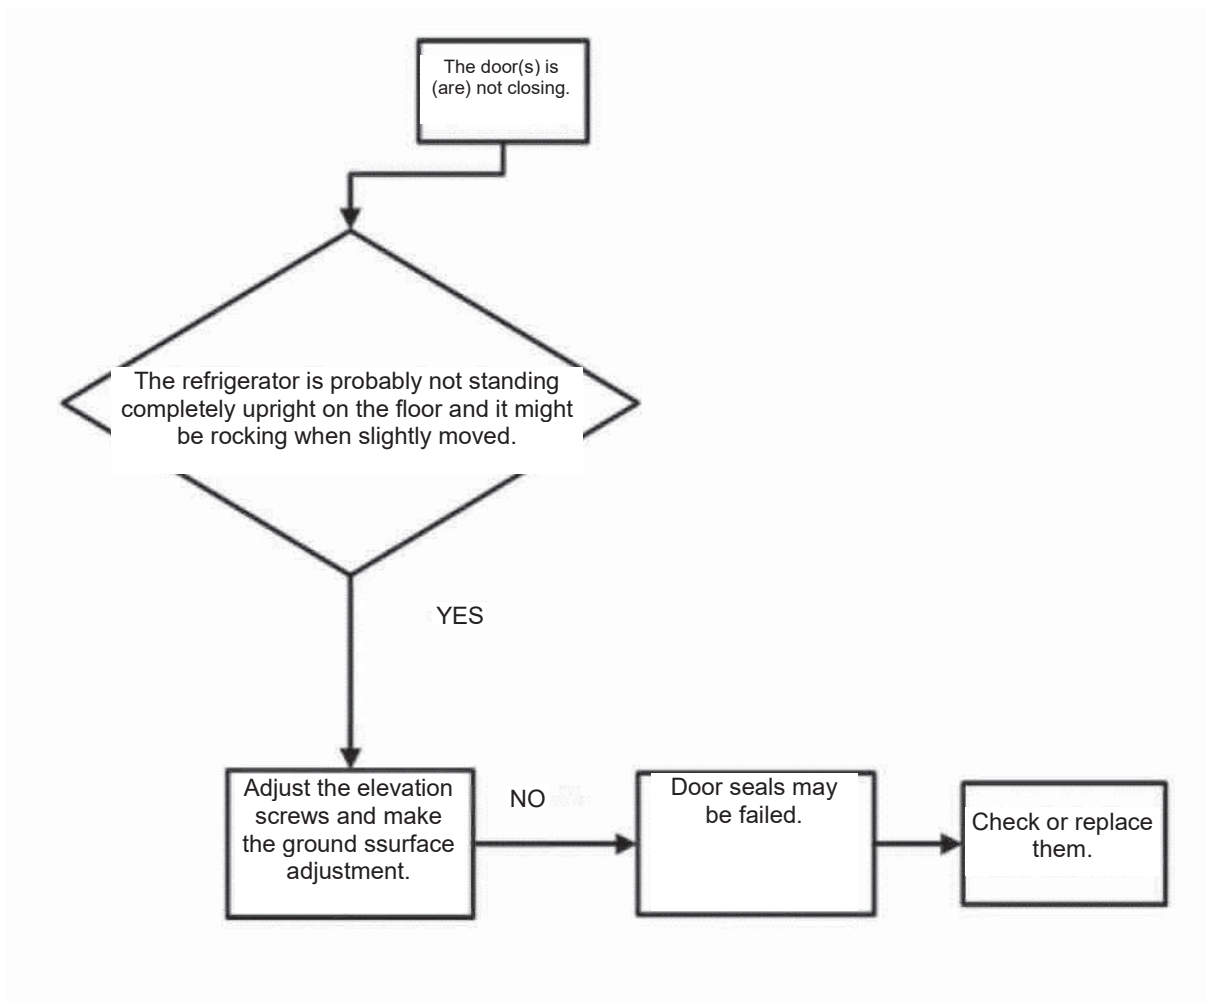 The door(s) is
(are) not closing.
The refrigerator is probably not standing
completely upright on the floor and it might
be rocking when slightly moved.
YES
Adjust the elevation
screws and make
the ground ssurface
adjustment.
NO
Door seals may
be failed.
Check or replace
them.